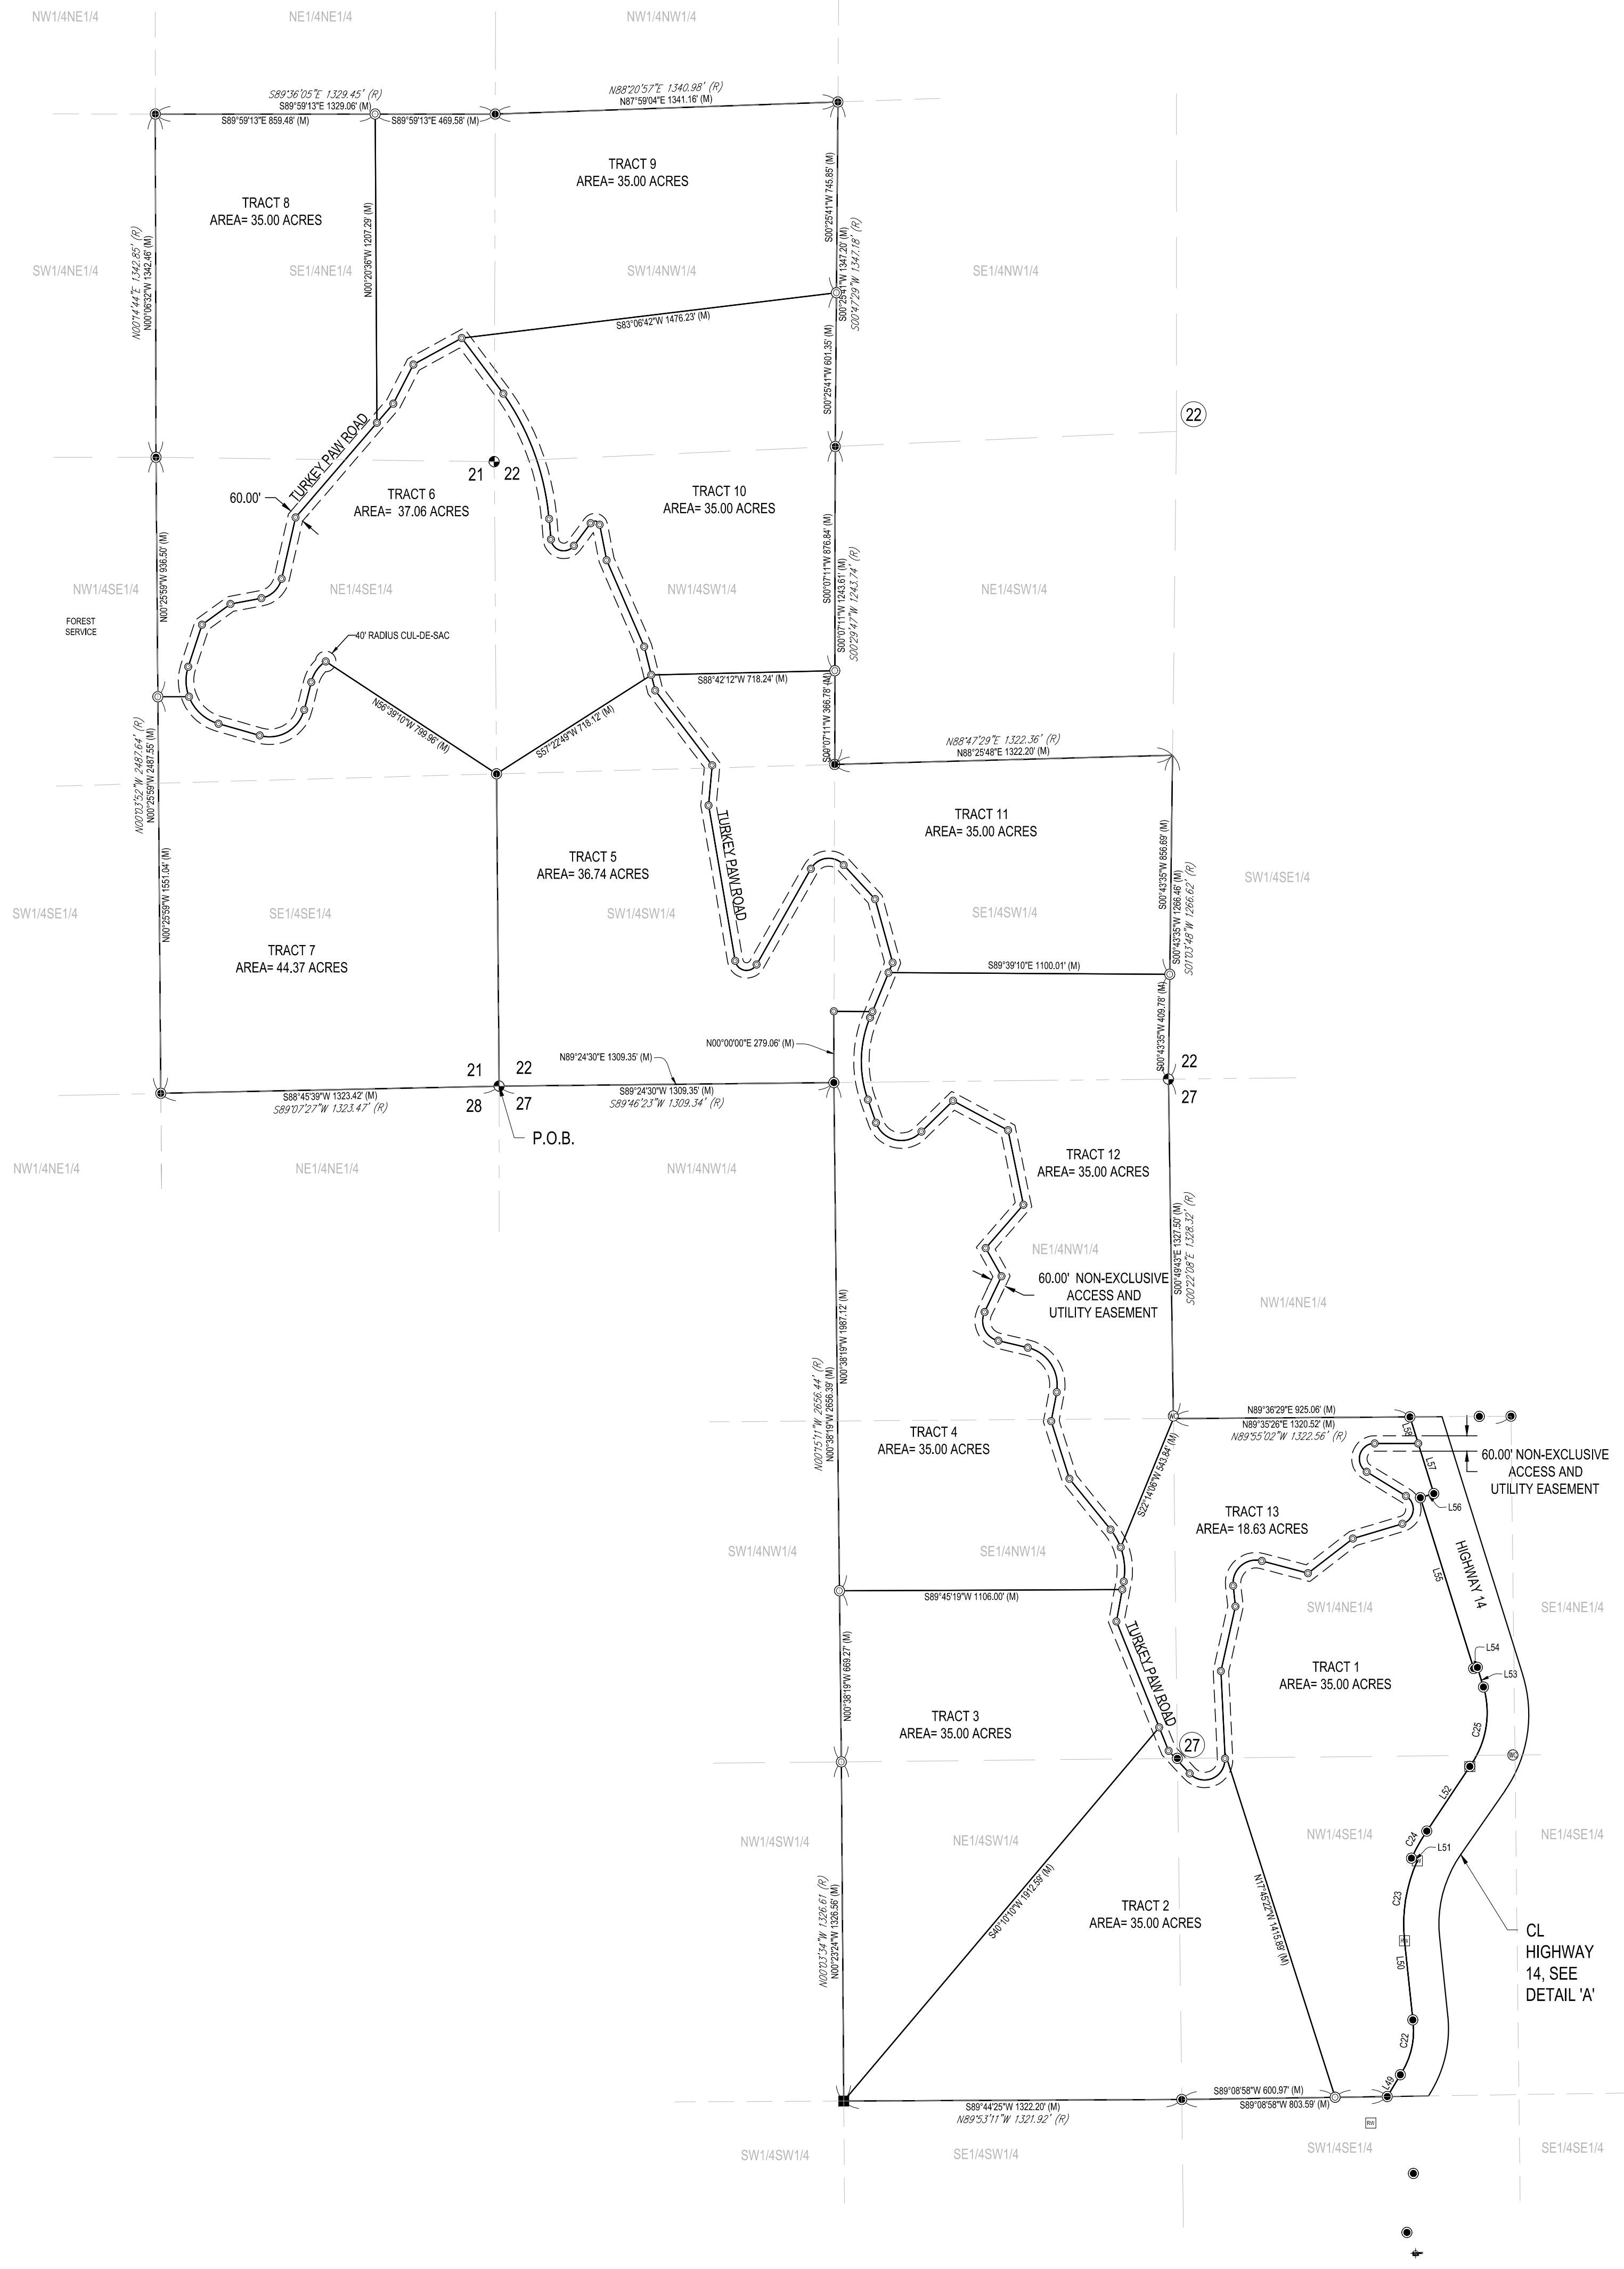 NW1/4NE1/4
NE1/4NE1/4
NW1/4NW1/4
S89°36'05"E 1329.45' (R)
S89°59'13"E 1329.06' (M)
S89°59'13"E 859.48' (M)
S89°59'13"E 469.58' (M)
N88°20'57"E 1340.98' (R)
N87°59'04"E 1341.16' (M)
TRACT 9
AREA= 35.00 ACRES
TRACT 8
AREA= 35.00 ACRES
N00°14'44"E 1342.85' (R)
N00°06'32"W 1342.46' (M)
N00°20'36"W 1207.29' (M)
S00°25'41"W 745.85' (M)
S00°25'41"W 1347.20' (M)
S00°47'29"W 1347.18' (R)
SW1/4NE1/4
SE1/4NE1/4
SW1/4NW1/4
SE1/4NW1/4
S83°06'42"W 1476.23' (M)
S00°25'41"W 601.35' (M)
22
TURKEY PAW ROAD
60.00'
21
22
TRACT 6
AREA= 37.06 ACRES
TRACT 10
AREA= 35.00 ACRES
N00°25'59"W 936.50' (M)
S00°07'11"W 876.84' (M)
S00°07'11"W 1243.61' (M)
S00°29'47"W 1243.74' (R)
NW1/4SE1/4
NE1/4SE1/4
NW1/4SW1/4
NE1/4SW1/4
FOREST
SERVICE
40' RADIUS CUL-DE-SAC
S88°42'12"W 718.24' (M)
N56°39'10"W 799.96' (M)
S57°22'49"W 718.12' (M)
S00°07'11"W 366.78' (M)
N00°03'52"W 2487.64' (R)
N00°25'59"W 2487.55' (M)
N88°47'29"E 1322.36' (R)
N88°25'48"E 1322.20' (M)
TRACT 11
AREA= 35.00 ACRES
TRACT 5
AREA= 36.74 ACRES
TURKEY PAW ROAD
N00°25'59"W 1551.04' (M)
S00°43'35"W 856.69' (M)
S00°43'35"W 1266.46' (M)
S01°03'48"W 1266.62' (R)
SW1/4SE1/4
SW1/4SE1/4
SE1/4SE1/4
SW1/4SW1/4
SE1/4SW1/4
TRACT 7
AREA= 44.37 ACRES
S89°39'10"E 1100.01' (M)
S00°43'35"W 409.78' (M)
N00°00'00"E 279.06' (M)
N89°24'30"E 1309.35' (M)
21
22
28
27
22
27
S88°45'39"W 1323.42' (M)
S89°07'27"W 1323.47' (R)
S89°24'30"W 1309.35' (M)
S89°46'23"W 1309.34' (R)
P.O.B.
NW1/4NE1/4
NE1/4NE1/4
NW1/4NW1/4
TRACT 12
AREA= 35.00 ACRES
S00°49'43"E 1327.50' (M)
S00°22'08"E 1328.32' (R)
NE1/4NW1/4
60.00' NON-EXCLUSIVE
ACCESS AND
UTILITY EASEMENT
NW1/4NE1/4
N00°38'19"W 1987.12' (M)
N00°15'11"W 2656.44' (R)
N00°38'19"W 2656.39' (M)
WC
N89°36'29"E 925.06' (M)
N89°35'26"E 1320.52' (M)
N89°55'02"W 1322.56' (R)
L58
L57
L56
60.00' NON-EXCLUSIVE
ACCESS AND
UTILITY EASEMENT
TRACT 4
AREA= 35.00 ACRES
S22°14'06"W 543.84' (M)
TRACT 13
AREA= 18.63 ACRES
HIGHWAY 14
L55
SW1/4NW1/4
SE1/4NW1/4
S89°45'19"W 1106.00' (M)
SW1/4NE1/4
SE1/4NE1/4
N00°38'19"W 669.27' (M)
TURKEY PAW ROAD
L54
L53
TRACT 1
AREA= 35.00 ACRES
TRACT 3
AREA= 35.00 ACRES
27
C25
WC
L52
C24
L51
NW1/4SW1/4
NE1/4SW1/4
NW1/4SE1/4
NE1/4SE1/4
C23
N00°03'34"W 1326.61 (R)
N00°23'24"W 1326.56' (M)
S40°10'10"W 1912.59' (M)
N17°45'22"W 1415.89' (M)
TRACT 2
AREA= 35.00 ACRES
CL
HIGHWAY
14, SEE
DETAIL 'A'
RW
L50
C22
L49
S89°44'25"W 1322.20' (M)
N89°53'11"W 1321.92' (R)
S89°08'58"W 600.97' (M)
S89°08'58"W 803.59' (M)
RW
SW1/4SW1/4
SE1/4SW1/4
SW1/4SE1/4
SE1/4SE1/4